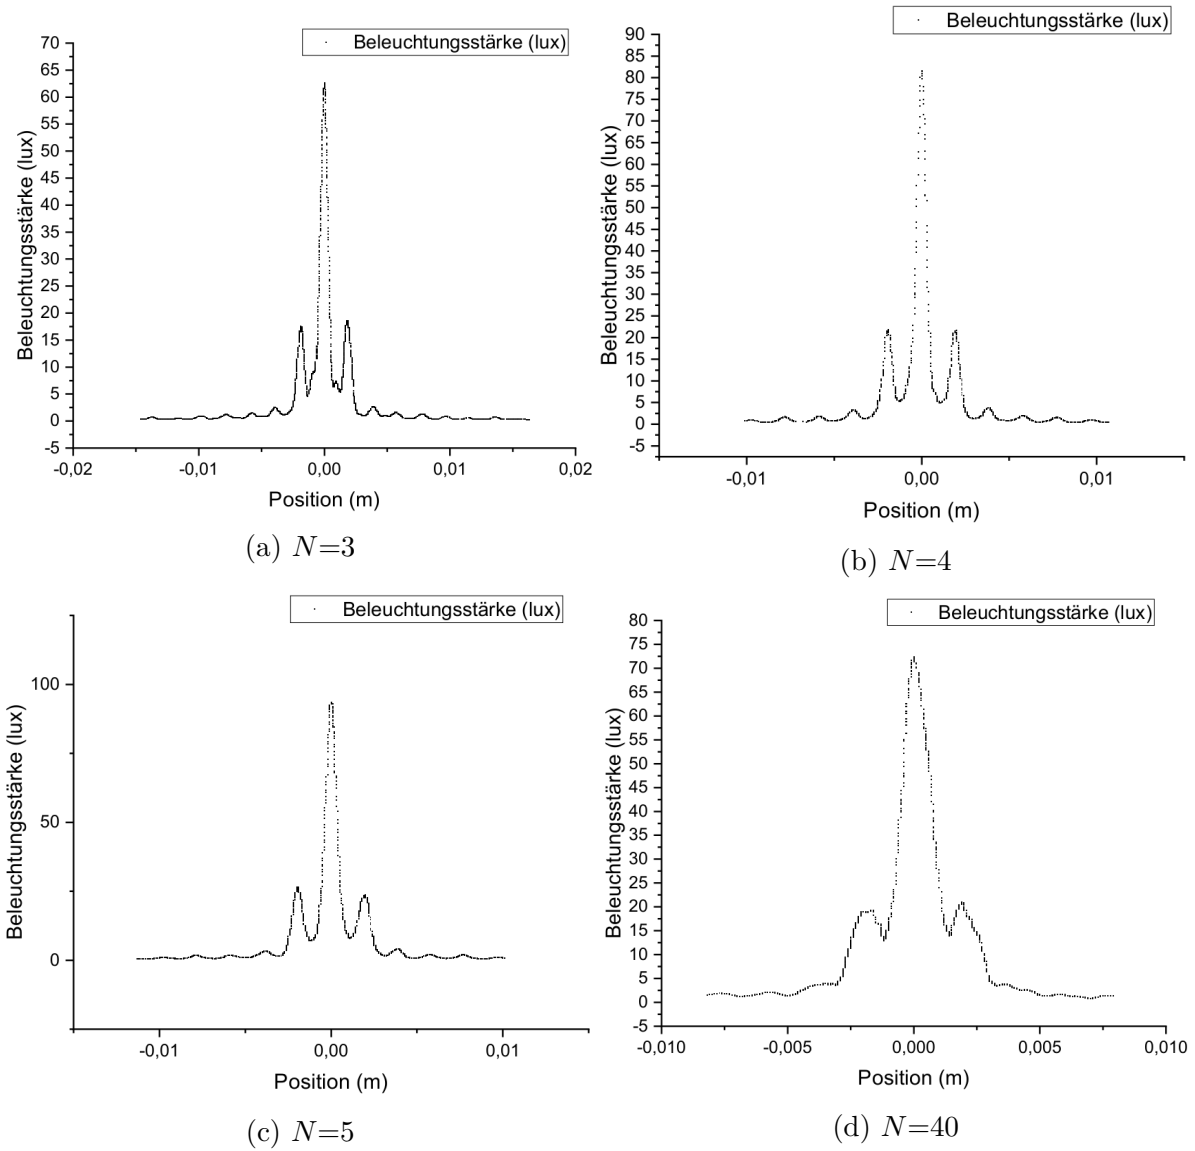 Beleuchtungsstärke (lux)
70
65
60
55
50
45
40
35
30
25
20
15
10
5
0
-5
Beleuchtungsstärke (lux)
-0,02 -0,01 0,00 0,01 0,02
Position (m)
(a) N=3
Beleuchtungsstärke (lux)
90
85
80
75
70
65
60
55
50
45
40
35
30
25
20
15
10
5
0
-5
Beleuchtungsstärke (lux)
-0,01 0,00 0,01
Position (m)
(b) N=4
Beleuchtungsstärke (lux)
100
50
0
Beleuchtungsstärke (lux)
-0,01 0,00 0,01
Position (m)
(c) N=5
Beleuchtungsstärke (lux)
80
75
70
65
60
55
50
45
40
35
30
25
20
15
10
5
0
-5
Beleuchtungsstärke (lux)
-0,010 -0,005 0,000 0,005 0,010
Position (m)
(d) N=40